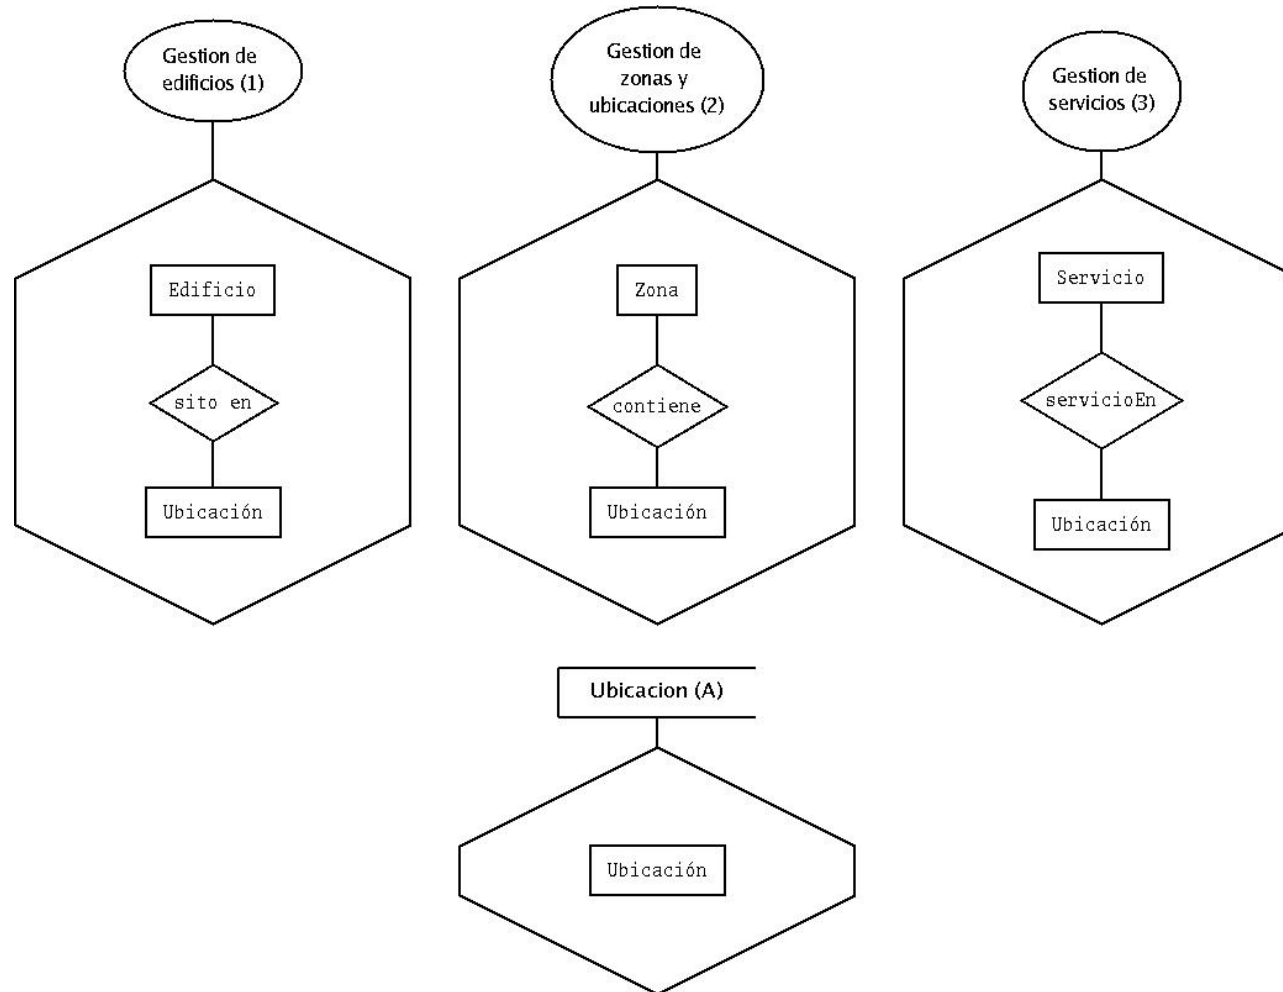 Gestion de
edificios (1)
Edificio
sito en
Ubicación
Gestion de
zonas y
ubicaciones (2)
Zona
contiene
Ubicación
Gestion de
servicios (3)
Servicio
servicioEn
Ubicación
Ubicacion (A)
Ubicación